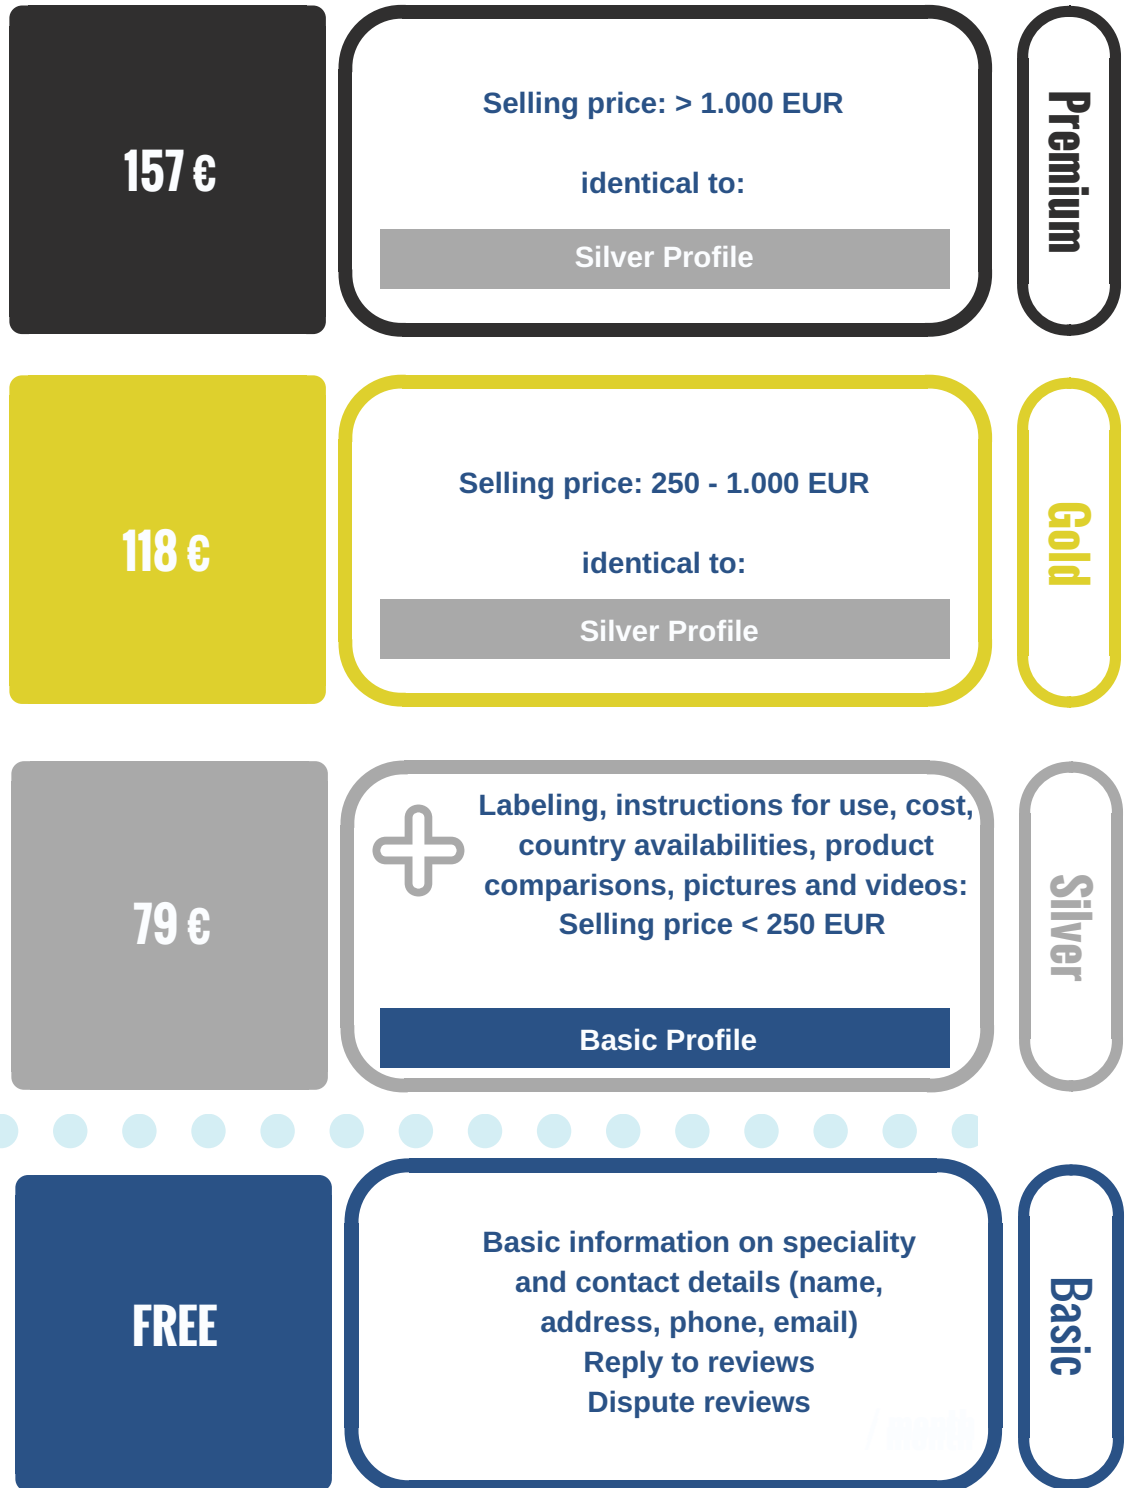 157 €
Selling price: > 1.000 EUR
identical to:
Silver Profile
Premium
118 €
Selling price: 250 - 1.000 EUR
identical to:
Silver Profile
Gold
79 €
Labeling, instructions for use, cost,
country availabilities, product
comparisons, pictures and videos:
Selling price < 250 EUR
Basic Profile
Silver
FREE
Basic information on speciality
and contact details (name,
address, phone, email)
Reply to reviews
Dispute reviews
Basic